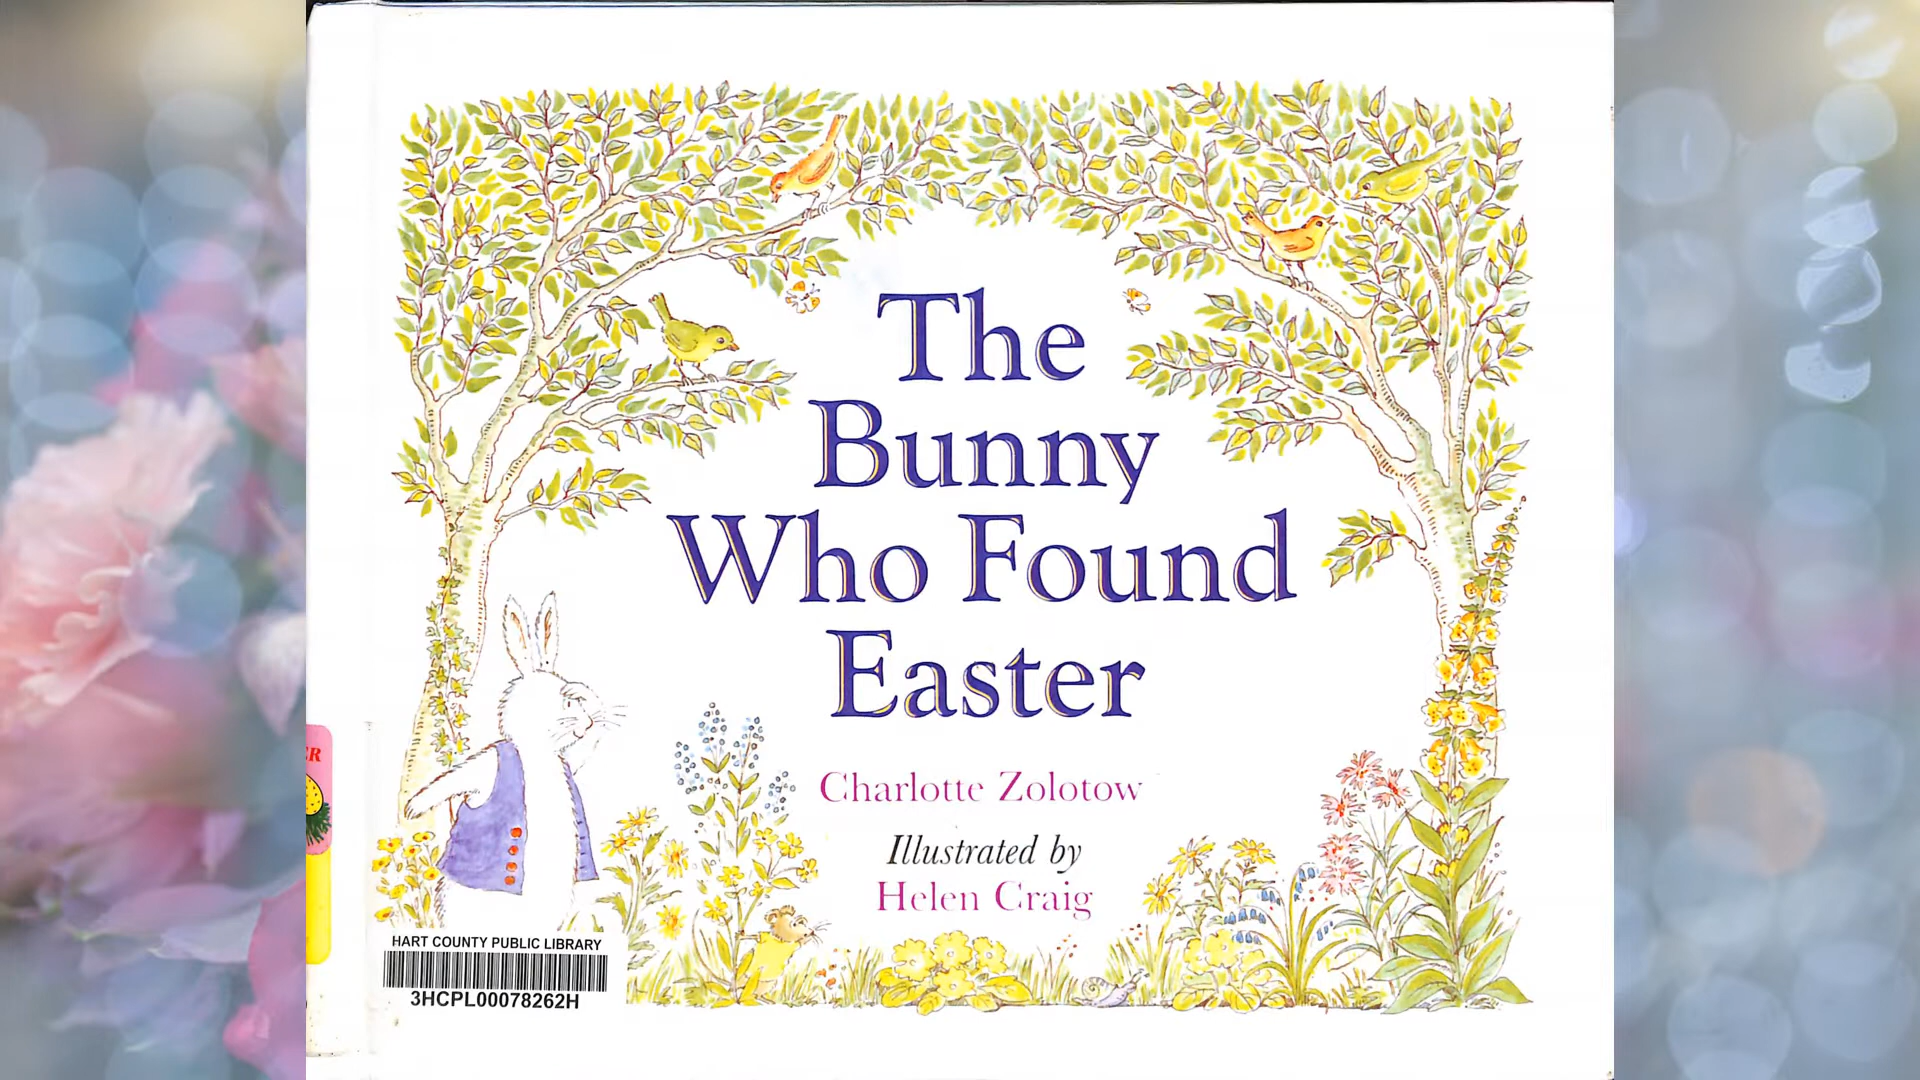 The
Bunny
Who Found
Easter
Charlotte Zolotow
Illustrated by
Helen Craig
HART COUNTY PUBLIC LIBRARY
3HCPL00078262H